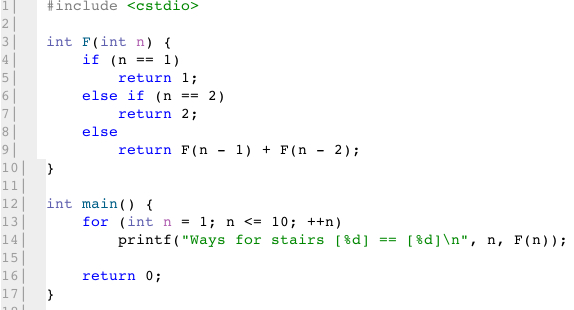 1| #include <cstdio>
2|
3| int F(int n) {
4|     if (n == 1)
5|         return 1;
6|     else if (n == 2)
7|         return 2;
8|     else
9|         return F(n - 1) + F(n - 2);
10| }
11|
12| int main() {
13|     for (int n = 1; n <= 10; ++n)
14|         printf("Ways for stairs [%d] == [%d]\n", n, F(n));
15|
16|     return 0;
17| }